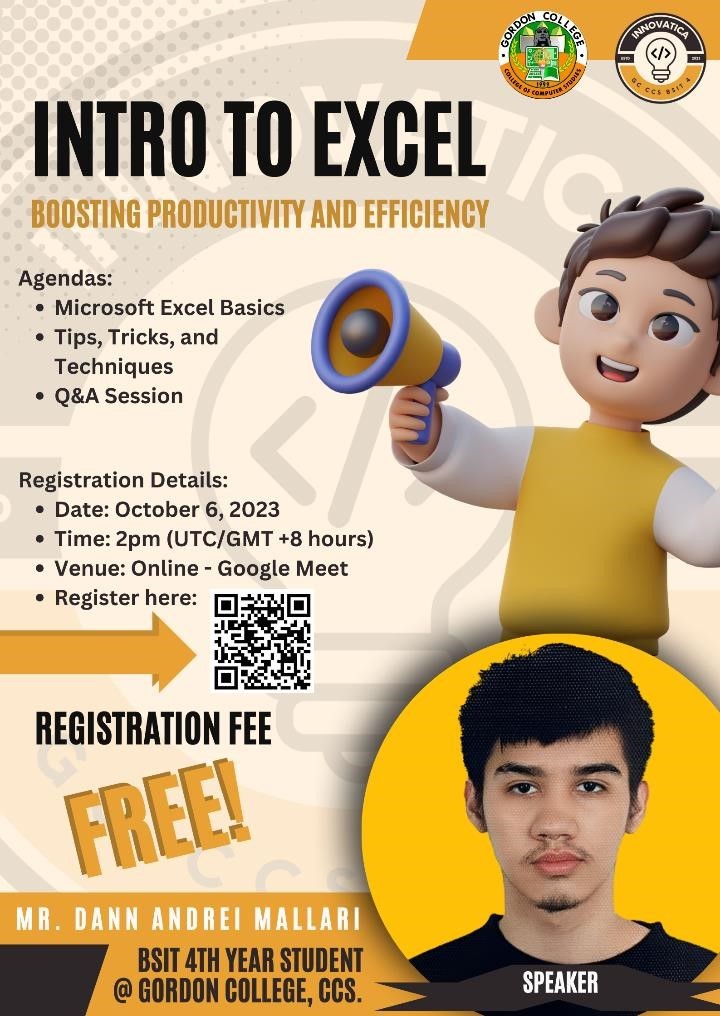 GORDON COLLEGE
COLLEGE OF COMPUTER STUDIES
1999
INNOVATICA
</>
ESTD 2021
GC CCS BSIT 4
INTRO TO EXCEL
BOOSTING PRODUCTIVITY AND EFFICIENCY
Agendas:
• Microsoft Excel Basics
• Tips, Tricks, and
Techniques
• Q&A Session
Registration Details:
• Date: October 6, 2023
• Time: 2pm (UTC/GMT +8 hours)
• Venue: Online - Google Meet
• Register here:
REGISTRATION FEE
FREE!
MR. DANN ANDREI MALLARI
BSIT 4TH YEAR STUDENT
@ GORDON COLLEGE, CCS.
SPEAKER